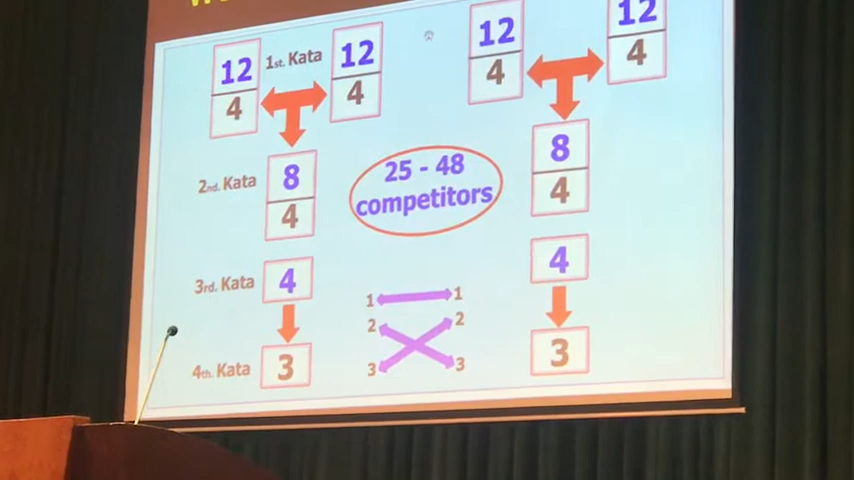 12 1st. Kata 12 12 12
4 4 4 4
8 8
2nd. Kata 25 - 48
4 competitors 4
4 4
3rd. Kata 1 1
2 2
4th. Kata 3 3 3 3